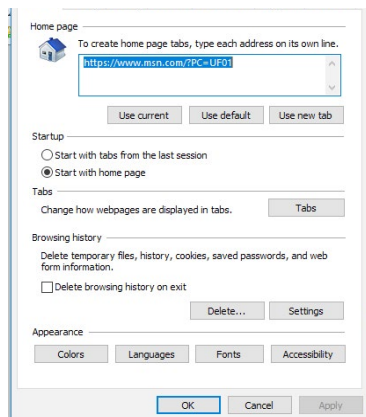 Home page
To create home page tabs, type each address on its own line.
https://www.msn.com/?PC=UF01
Use current Use default Use new tab
Startup
Start with tabs from the last session
Start with home page
Tabs
Change how webpages are displayed in tabs. Tabs
Browsing history
Delete temporary files, history, cookies, saved passwords, and web
form information.
Delete browsing history on exit
Delete... Settings
Appearance
Colors Languages Fonts Accessibility
OK Cancel Apply